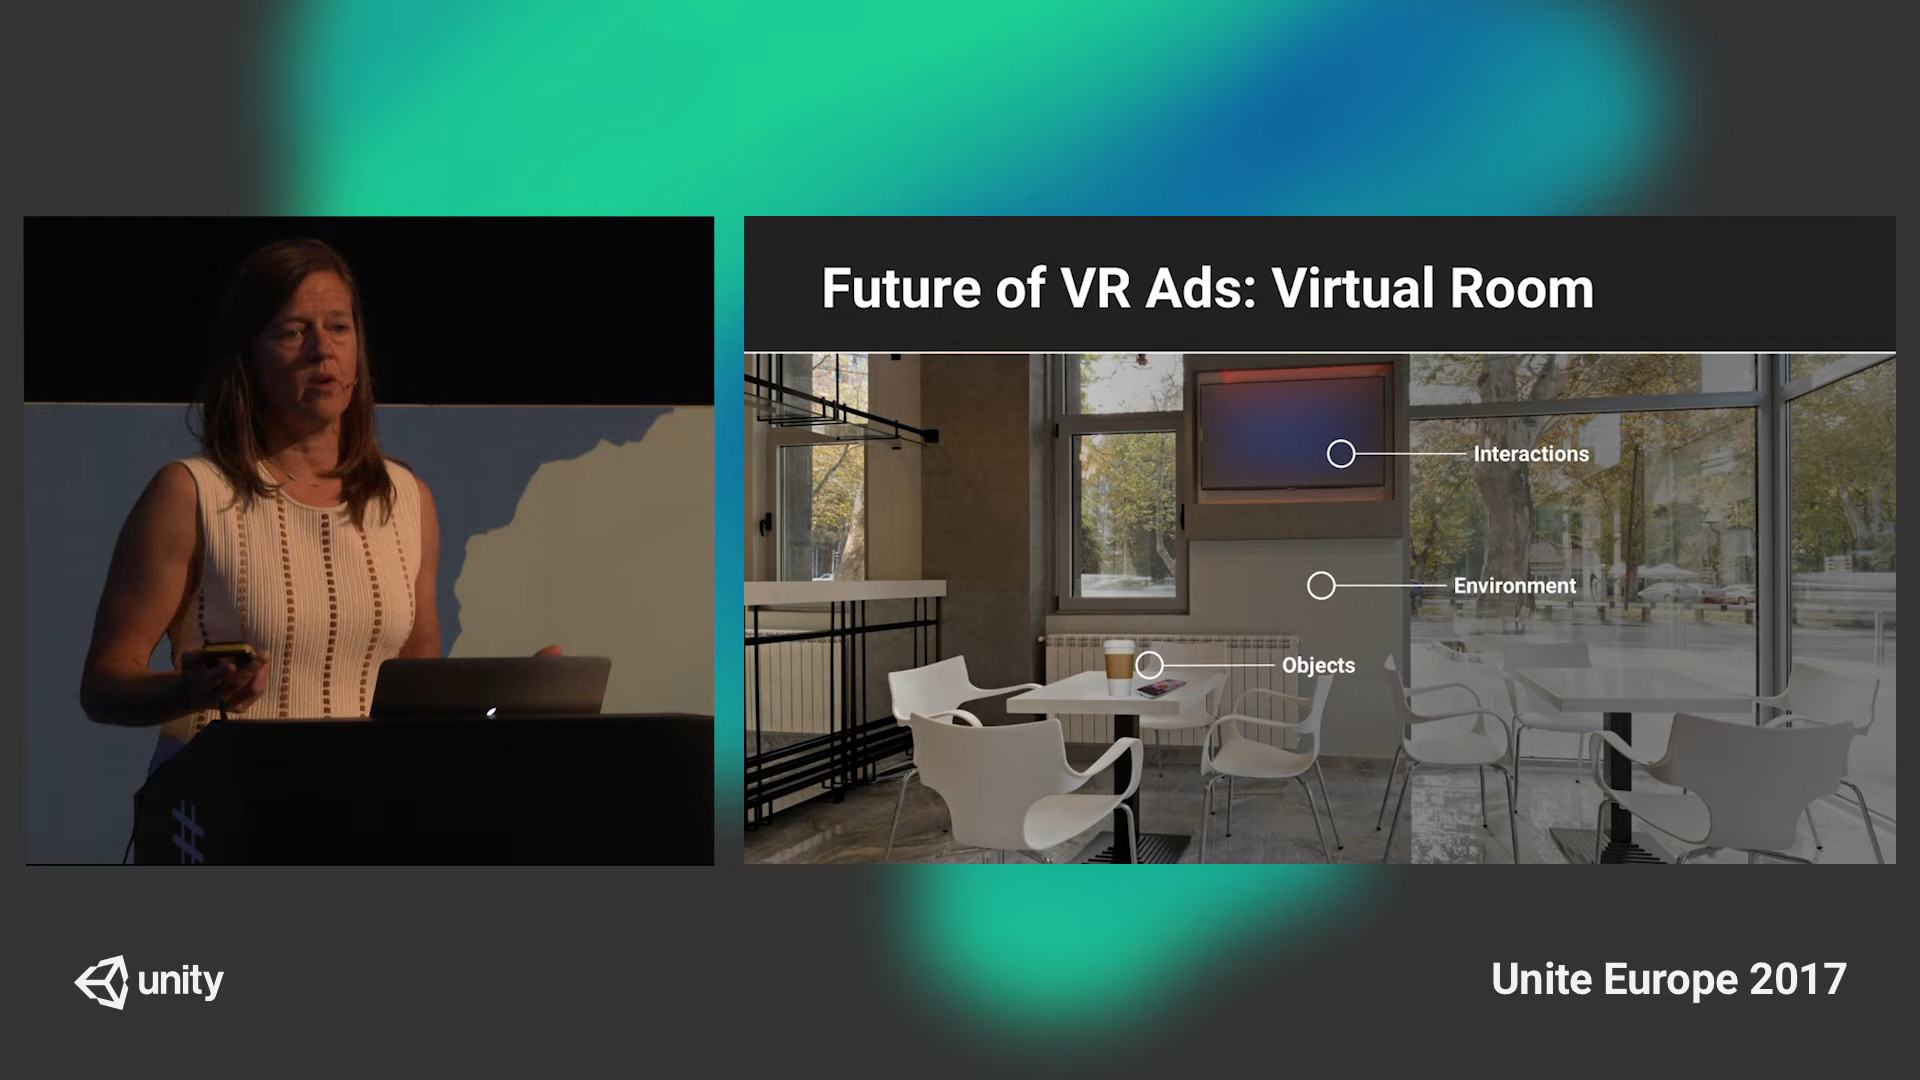 Future of VR Ads: Virtual Room
Interactions
Environment
Objects
#
unity
Unite Europe 2017